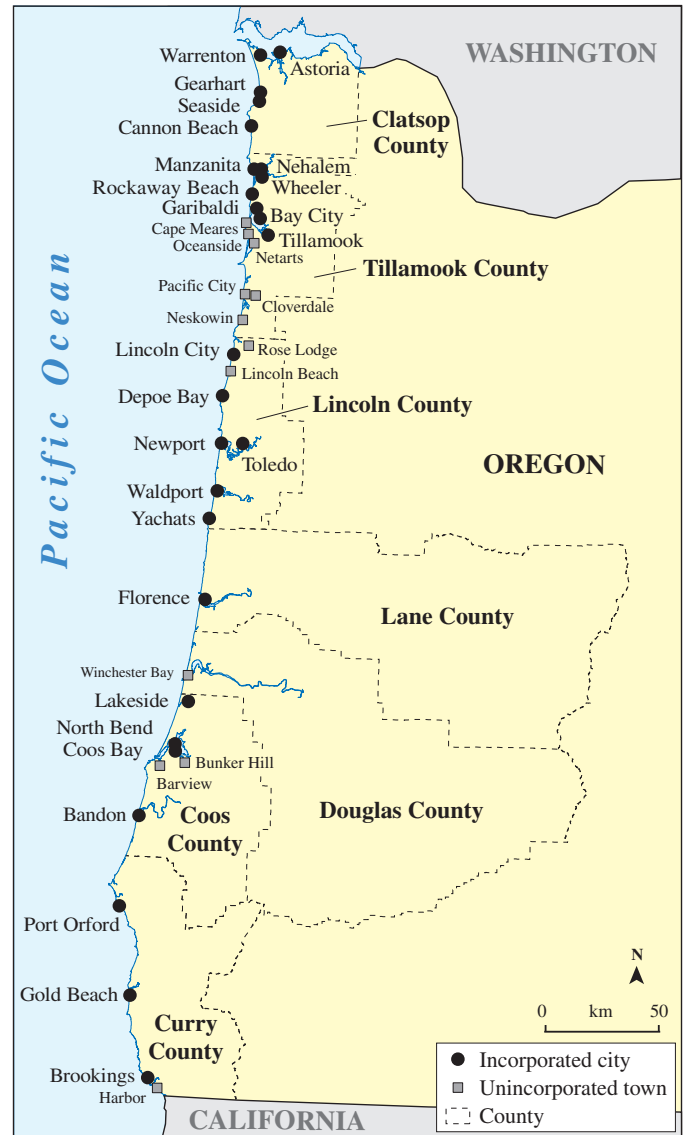 WASHINGTON
Warrenton
Astoria
Gearhart
Seaside
Cannon Beach
Clatsop
County
Manzanita
Nehalem
Rockaway Beach
Wheeler
Garibaldi
Bay City
Cape Meares
Oceanside
Tillamook
Netarts
Tillamook County
Pacific City
Cloverdale
Neskowin
Lincoln City
Rose Lodge
Lincoln Beach
Depoe Bay
Lincoln County
Newport
Toledo
OREGON
Waldport
Yachats
Pacific Ocean
Florence
Lane County
Winchester Bay
Lakeside
North Bend
Coos Bay
Bunker Hill
Barview
Bandon
Coos
County
Douglas County
Port Orford
Gold Beach
Curry
County
Brookings
Harbor
CALIFORNIA
N
0 km 50
Incorporated city
Unincorporated town
County